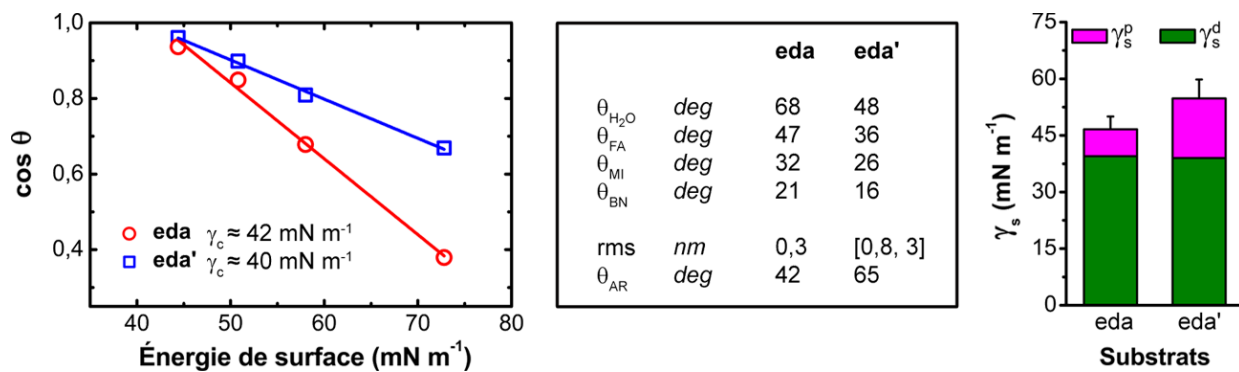 1,0
0,8
0,6
0,4
cos θ
eda γc ≈ 42 mN m⁻¹
eda' γc ≈ 40 mN m⁻¹
40 50 60 70 80
Énergie de surface (mN m⁻¹)
eda eda'
θH₂O deg 68 48
θFA deg 47 36
θMI deg 32 26
θBN deg 21 16
rms nm 0,3 [0,8, 3]
θAR deg 42 65
75
60
45
30
15
0
γs (mN m⁻¹)
γsᵖ γsᵈ
eda eda'
Substrats